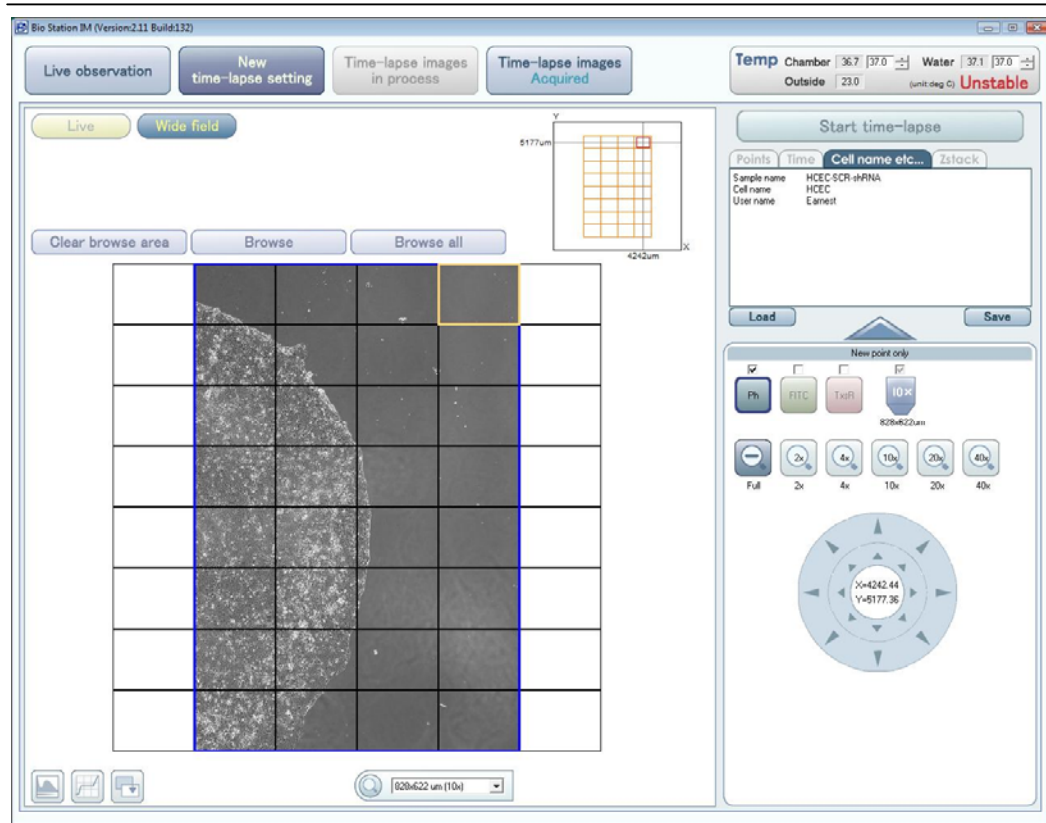 Bio Station IM (Version:2.11 Build:132)
Live observation
New
time-lapse setting
Time-lapse images
in process
Time-lapse images
Acquired
Temp Chamber 36.7 37.0 Water 37.1 37.0
Outside 23.0 (unit:deg C) Unstable
Live
Wide field
Y
5177um
X
4242um
Clear browse area
Browse
Browse all
828x622 um (10x)
Start time-lapse
Points
Time
Cell name etc...
Zstack
Sample name HCEC-SCR-shRNA
Cell name HCEC
User name Earnest
Load
Save
New point only
Ph
FITC
TxR
10×
828x622um
2x
4x
10x
20x
40x
Full
2x
4x
10x
20x
40x
X=4242.44
Y=5177.36